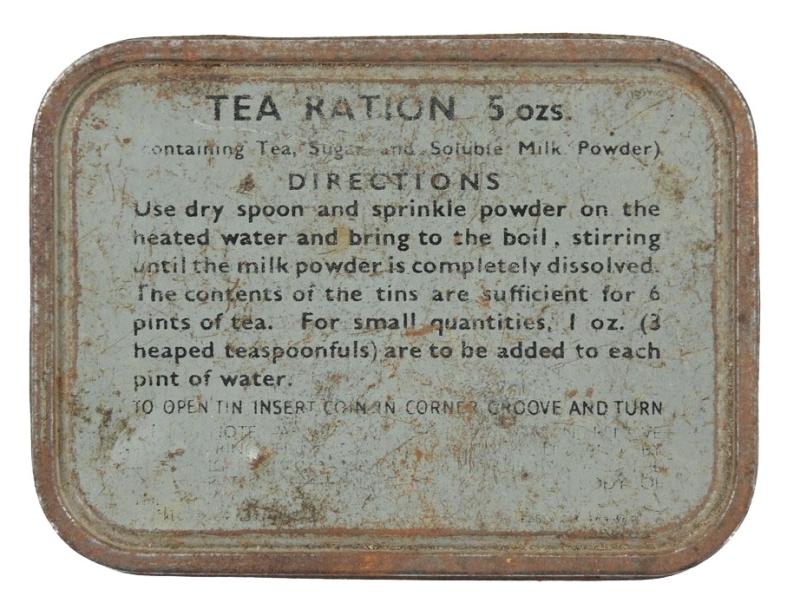 TEA RATION 5 ozs.
containing Tea, Sugar and Soluble Milk Powder)
DIRECTIONS
Use dry spoon and sprinkle powder on the
heated water and bring to the boil, stirring
until the milk powder is completely dissolved.
The contents of the tins are sufficient for 6
pints of tea. For small quantities, 1 oz. (3
heaped teaspoonfuls) are to be added to each
pint of water.
TO OPEN TIN INSERT COIN IN CORNER GROOVE AND TURN
NOTE